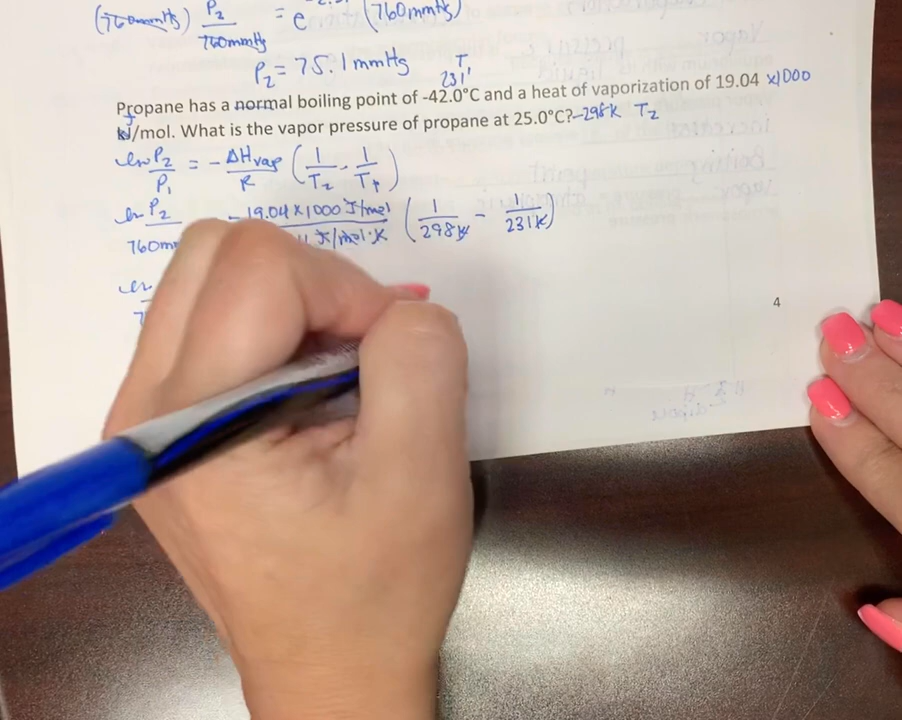 (760mmHg) P₂/760mmHg = e (760mmHg)
P₂ = 75.1mmHg
T₁
231
Propane has a normal boiling point of -42.0°C and a heat of vaporization of 19.04 x1000
kJ/mol. What is the vapor pressure of propane at 25.0°C? -298K T₂
J
ln P₂/P₁ = - ΔHvap/R (1/T₂ - 1/T₁)
ln P₂/760m -19.04 x 1000 J/mol / J/mol·K (1/298K - 1/231K)
ln
4